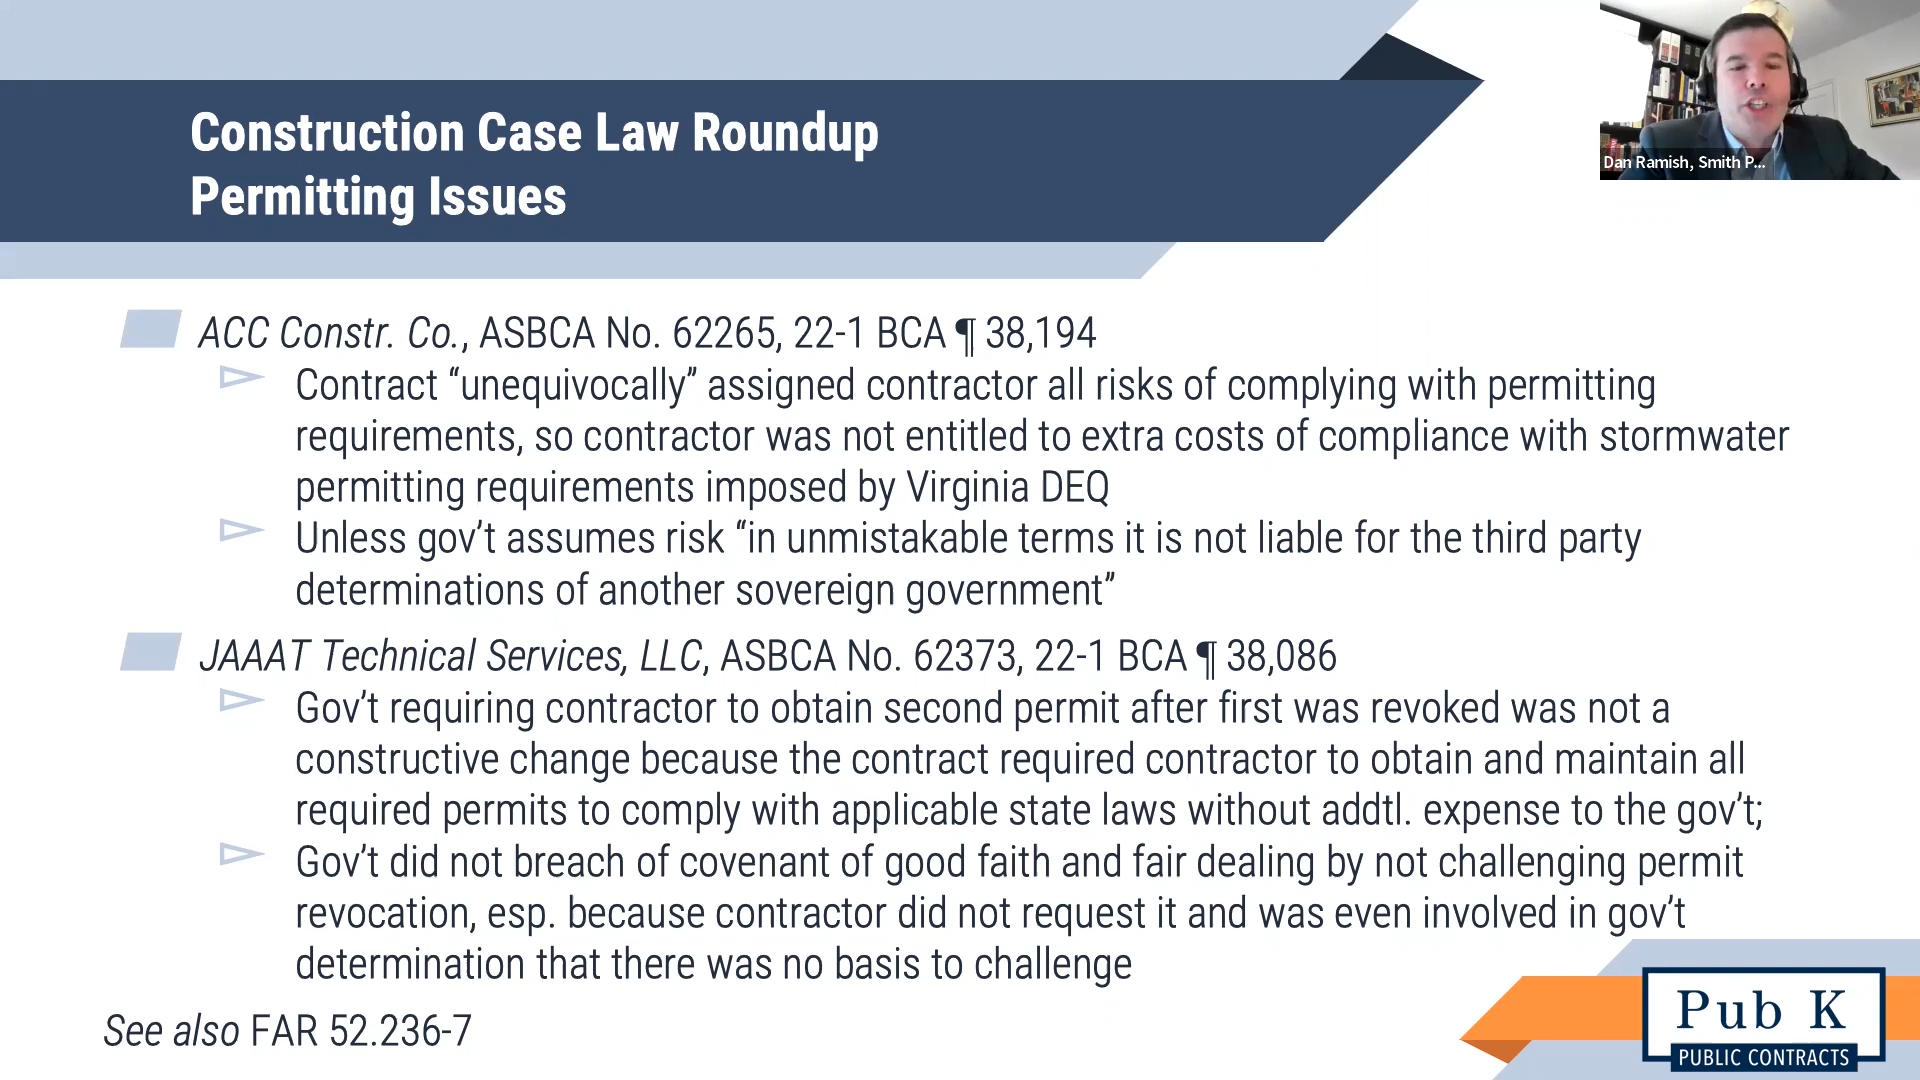 Construction Case Law Roundup
Permitting Issues
Dan Ramish, Smith P...
ACC Constr. Co., ASBCA No. 62265, 22-1 BCA ¶ 38,194
Contract “unequivocally” assigned contractor all risks of complying with permitting
requirements, so contractor was not entitled to extra costs of compliance with stormwater
permitting requirements imposed by Virginia DEQ
Unless gov’t assumes risk “in unmistakable terms it is not liable for the third party
determinations of another sovereign government”
JAAAT Technical Services, LLC, ASBCA No. 62373, 22-1 BCA ¶ 38,086
Gov’t requiring contractor to obtain second permit after first was revoked was not a
constructive change because the contract required contractor to obtain and maintain all
required permits to comply with applicable state laws without addtl. expense to the gov’t;
Gov’t did not breach of covenant of good faith and fair dealing by not challenging permit
revocation, esp. because contractor did not request it and was even involved in gov’t
determination that there was no basis to challenge
See also FAR 52.236-7
Pub K
PUBLIC CONTRACTS